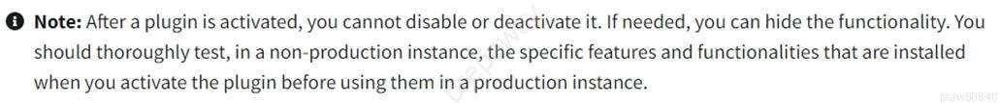 Note: After a plugin is activated, you cannot disable or deactivate it. If needed, you can hide the functionality. You
should thoroughly test, in a non-production instance, the specific features and functionalities that are installed
when you activate the plugin before using them in a production instance.